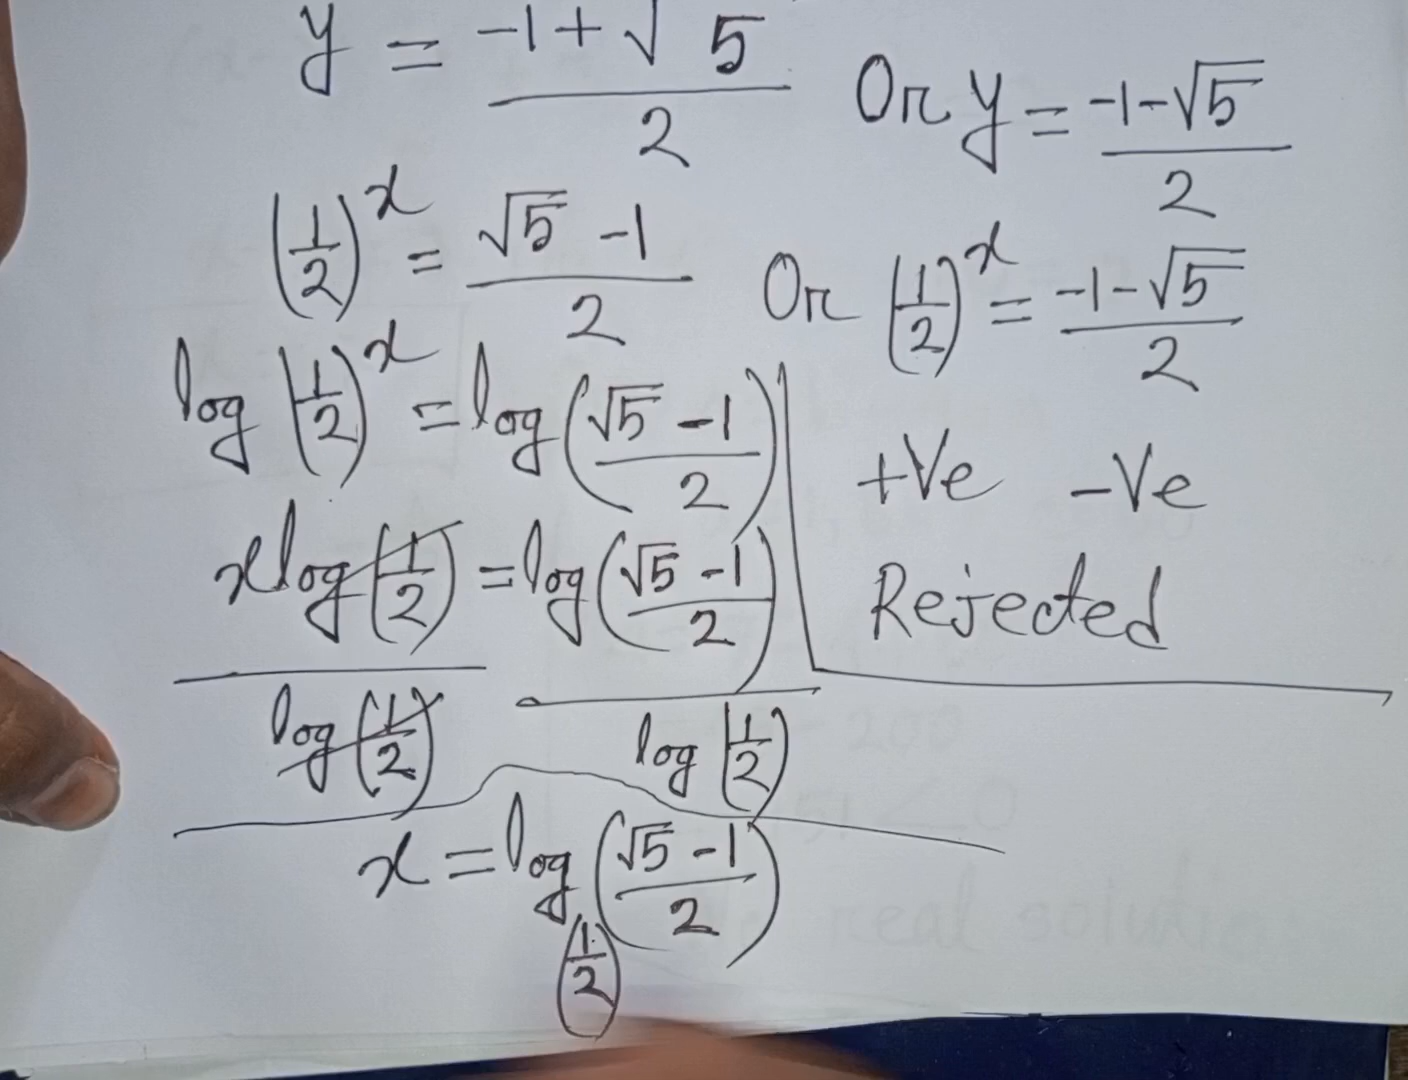 y = (-1+√5)/2 Or y = (-1-√5)/2
(1/2)^x = (√5 -1)/2 Or (1/2)^x = (-1-√5)/2
log (1/2)^x = log ((√5 -1)/2)
+Ve -Ve
x log (1/2) / log (1/2) = log ((√5 -1)/2) / log (1/2)
Rejected
x = log_(1/2) ((√5 -1)/2)
real solution